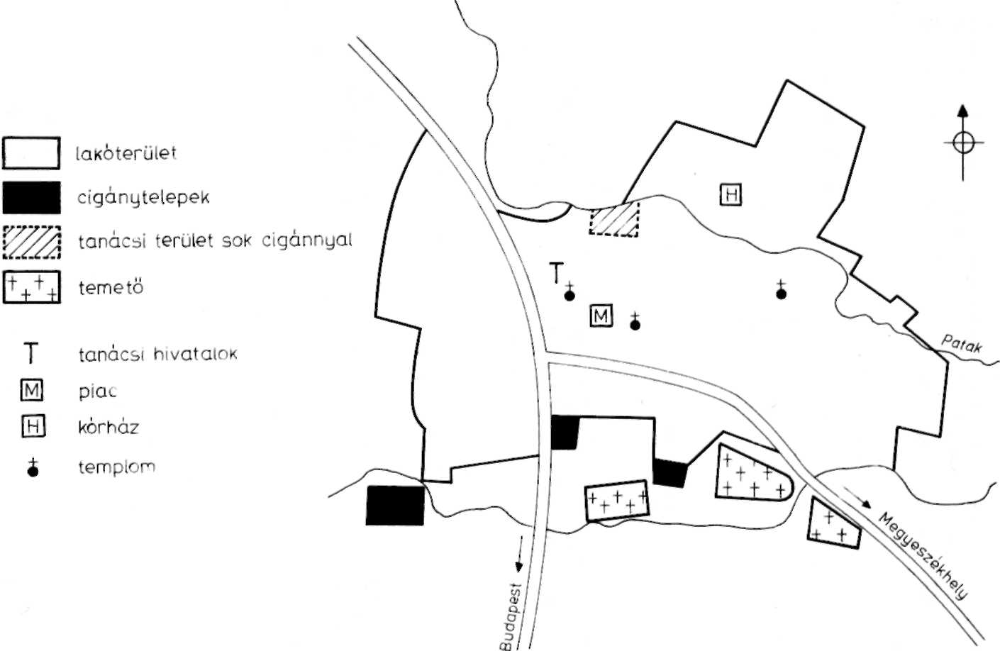 lakóterület
cigánytelepek
tanácsi terület sok cigánnyal
temető
T tanácsi hivatalok
M piac
H kórház
templom
H
T
M
Patak
Megyeszékhely
Budapest